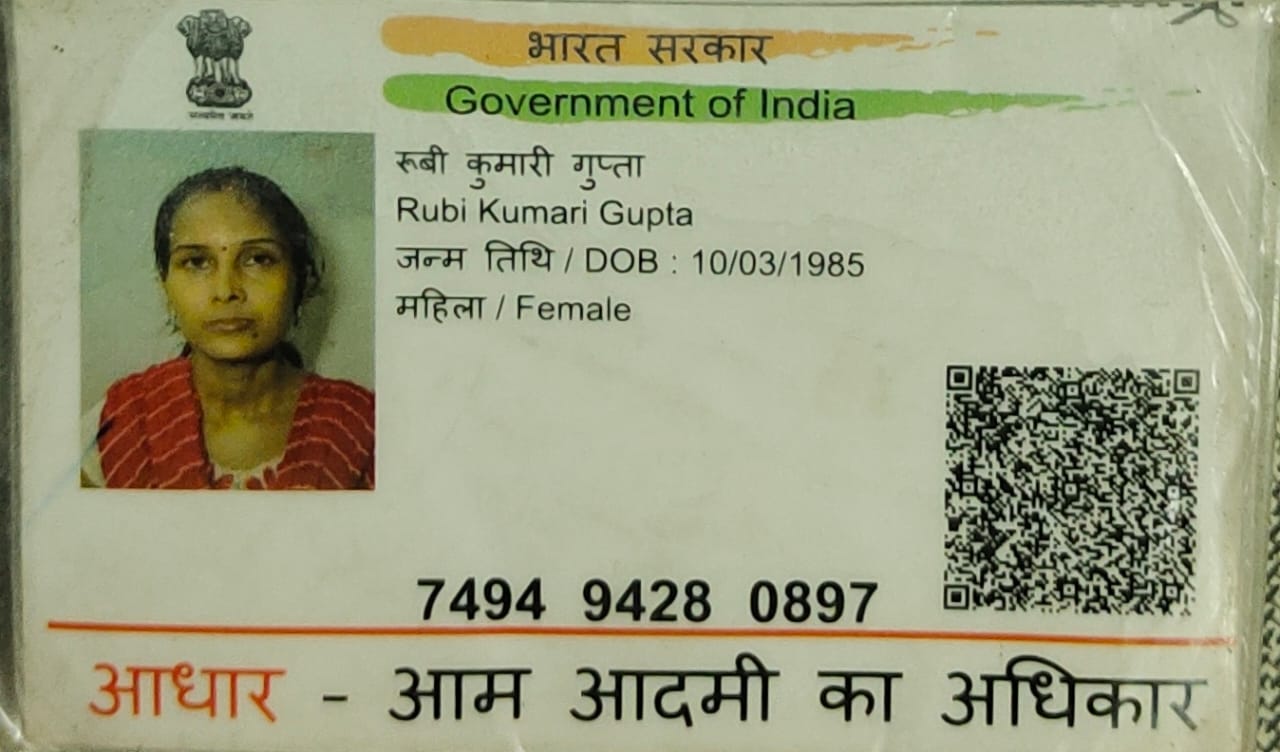 सत्यमेव जयते
भारत सरकार
Government of India
रूबी कुमारी गुप्ता
Rubi Kumari Gupta
जन्म तिथि / DOB : 10/03/1985
महिला / Female
7494 9428 0897
आधार - आम आदमी का अधिकार